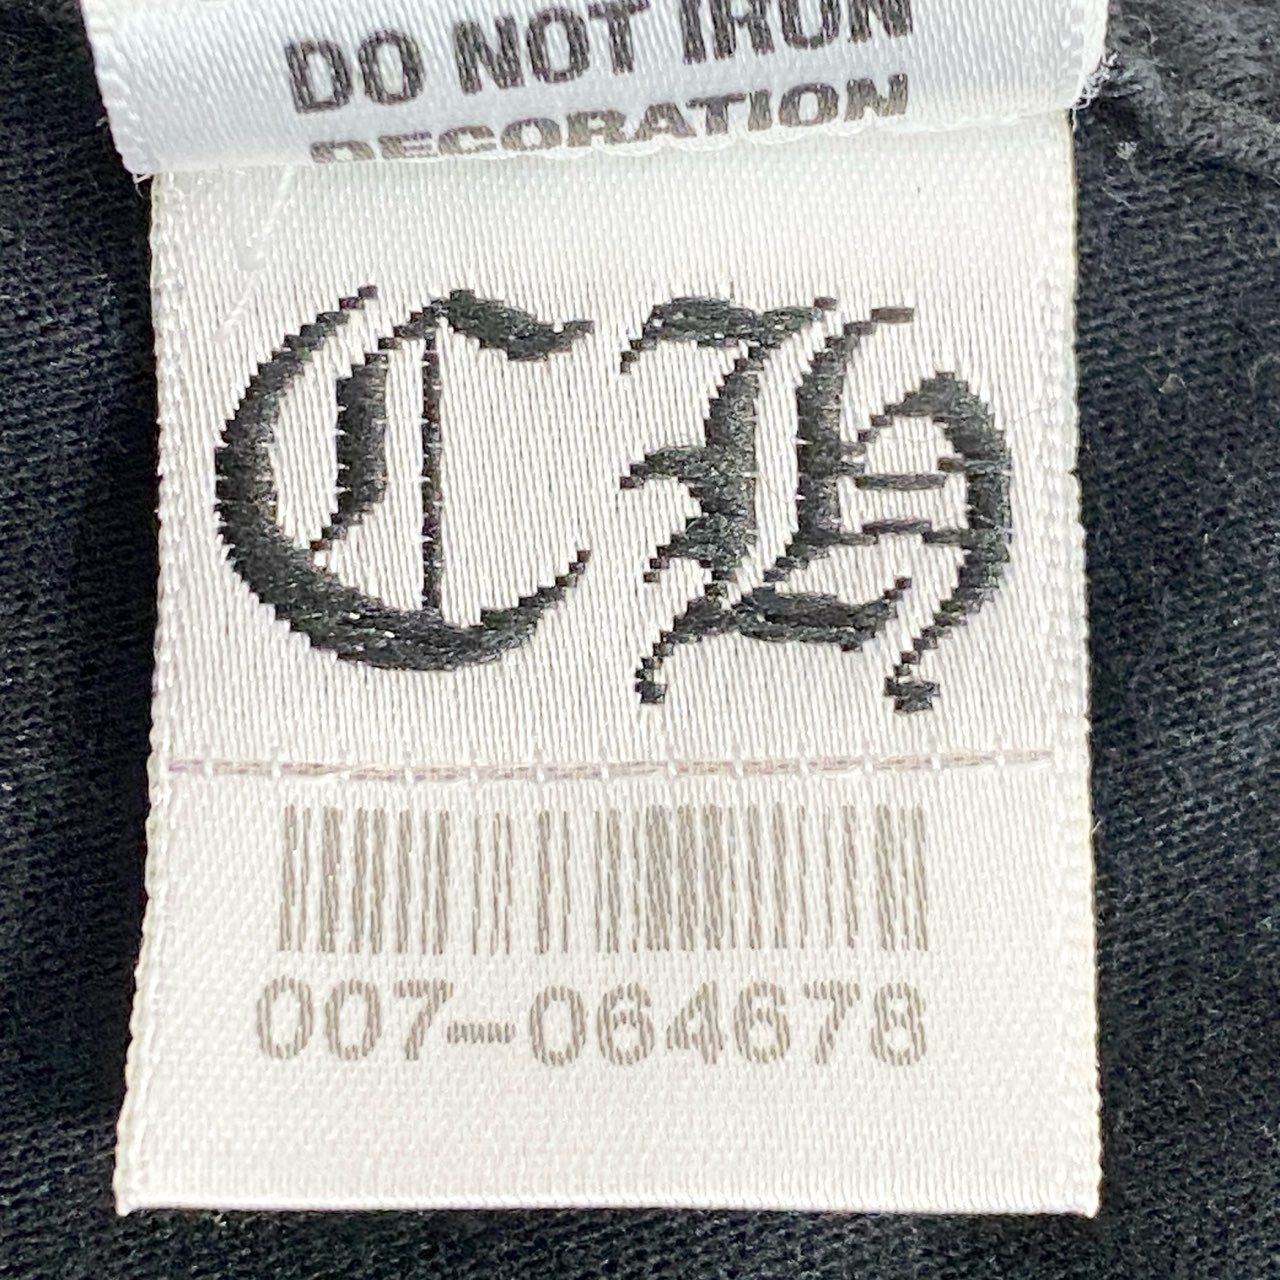 DO NOT IRON
DECORATION
CH
007-064678